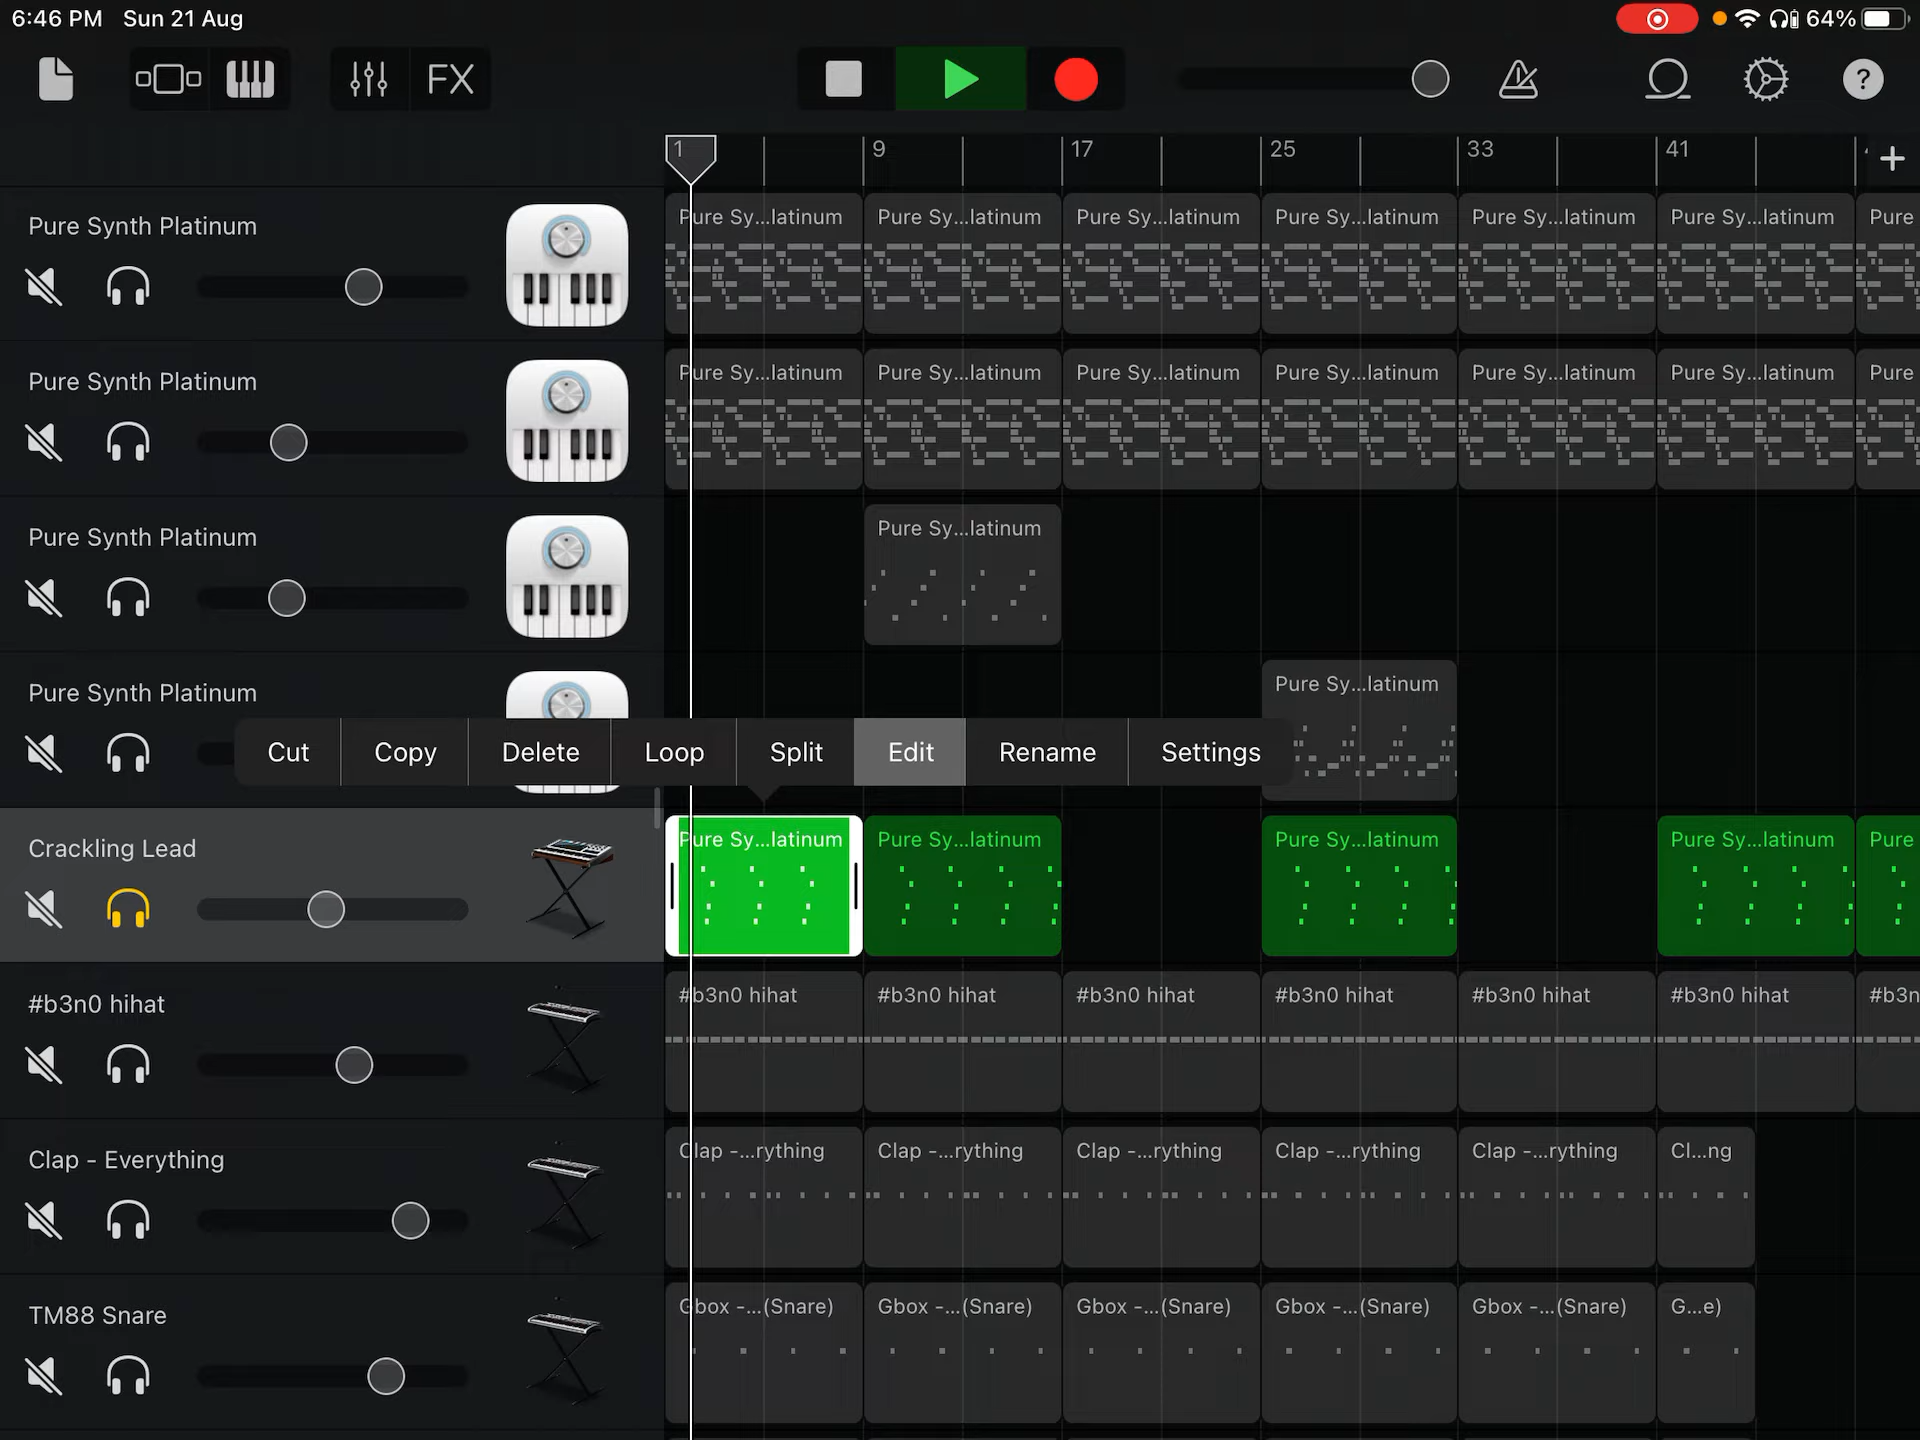 6:46 PM Sun 21 Aug
64%
FX
?
1 9 17 25 33 41
Pure Synth Platinum
Pure Sy...latinum Pure Sy...latinum Pure Sy...latinum Pure Sy...latinum Pure Sy...latinum Pure Sy...latinum Pure
Pure Synth Platinum
Pure Sy...latinum Pure Sy...latinum Pure Sy...latinum Pure Sy...latinum Pure Sy...latinum Pure Sy...latinum Pure
Pure Synth Platinum
Pure Sy...latinum
Pure Synth Platinum
Pure Sy...latinum
Cut Copy Delete Loop Split Edit Rename Settings
Crackling Lead
Pure Sy...latinum Pure Sy...latinum Pure Sy...latinum Pure Sy...latinum Pure
#b3n0 hihat
#b3n0 hihat #b3n0 hihat #b3n0 hihat #b3n0 hihat #b3n0 hihat #b3n0 hihat #b3n
Clap - Everything
Clap -...rything Clap -...rything Clap -...rything Clap -...rything Clap -...rything Cl...ng
TM88 Snare
Gbox -...(Snare) Gbox -...(Snare) Gbox -...(Snare) Gbox -...(Snare) Gbox -...(Snare) G...e)